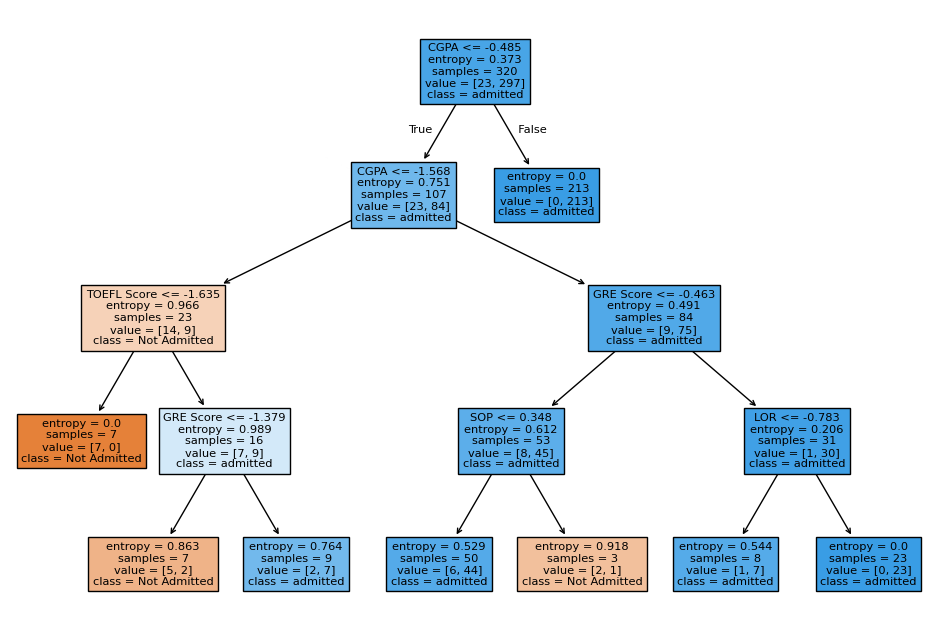 CGPA <= -0.485
entropy = 0.373
samples = 320
value = [23, 297]
class = admitted
True
False
CGPA <= -1.568
entropy = 0.751
samples = 107
value = [23, 84]
class = admitted
entropy = 0.0
samples = 213
value = [0, 213]
class = admitted
TOEFL Score <= -1.635
entropy = 0.966
samples = 23
value = [14, 9]
class = Not Admitted
GRE Score <= -0.463
entropy = 0.491
samples = 84
value = [9, 75]
class = admitted
entropy = 0.0
samples = 7
value = [7, 0]
class = Not Admitted
GRE Score <= -1.379
entropy = 0.989
samples = 16
value = [7, 9]
class = admitted
SOP <= 0.348
entropy = 0.612
samples = 53
value = [8, 45]
class = admitted
LOR <= -0.783
entropy = 0.206
samples = 31
value = [1, 30]
class = admitted
entropy = 0.863
samples = 7
value = [5, 2]
class = Not Admitted
entropy = 0.764
samples = 9
value = [2, 7]
class = admitted
entropy = 0.529
samples = 50
value = [6, 44]
class = admitted
entropy = 0.918
samples = 3
value = [2, 1]
class = Not Admitted
entropy = 0.544
samples = 8
value = [1, 7]
class = admitted
entropy = 0.0
samples = 23
value = [0, 23]
class = admitted